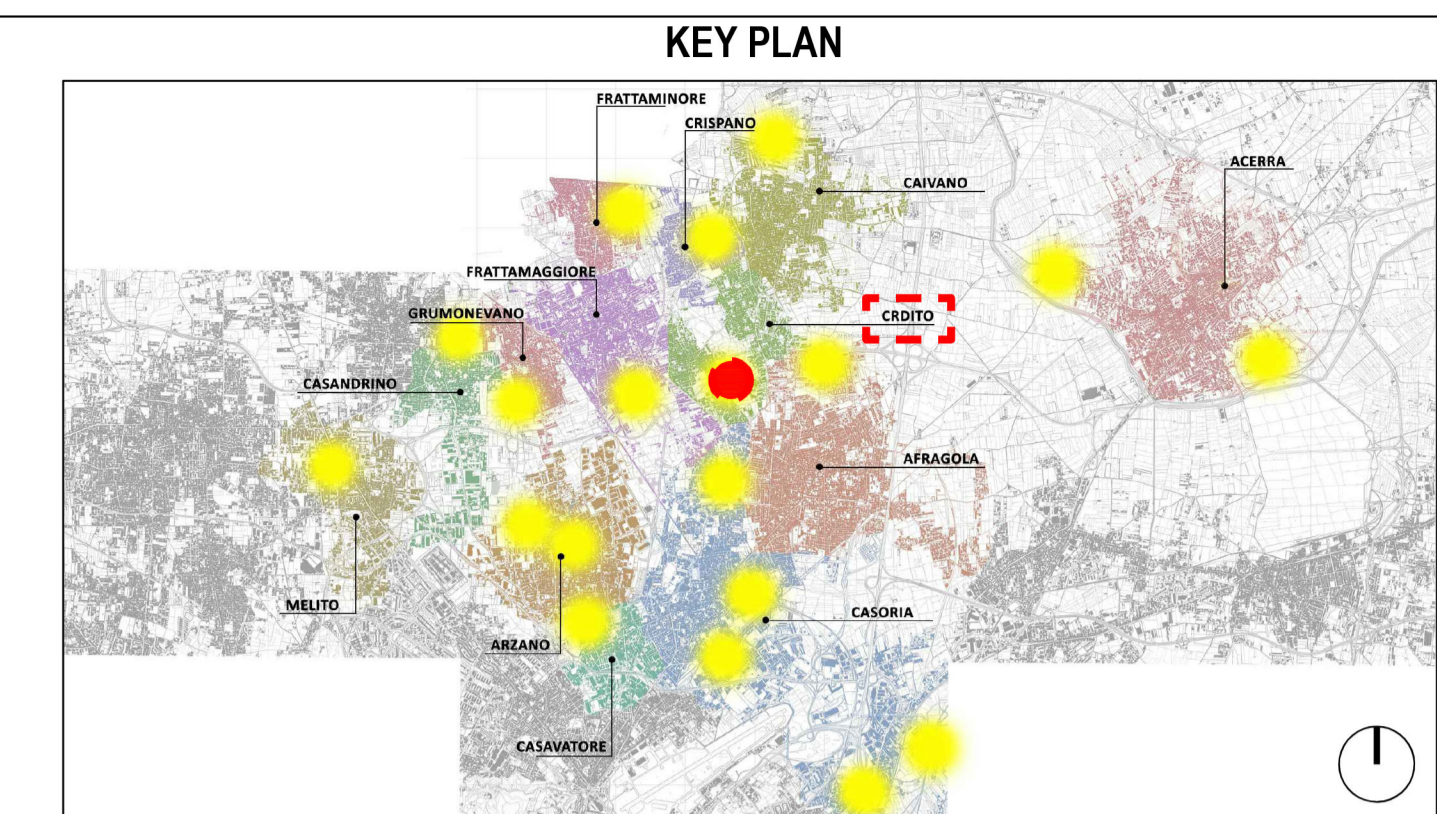 KEY PLAN
FRATTAMINORE
CRISPANO
ACERRA
CAIVANO
FRATTAMAGGIORE
GRUMONEVANO
CRDITO
CASANDRINO
AFRAGOLA
MELITO
CASORIA
ARZANO
CASAVATORE